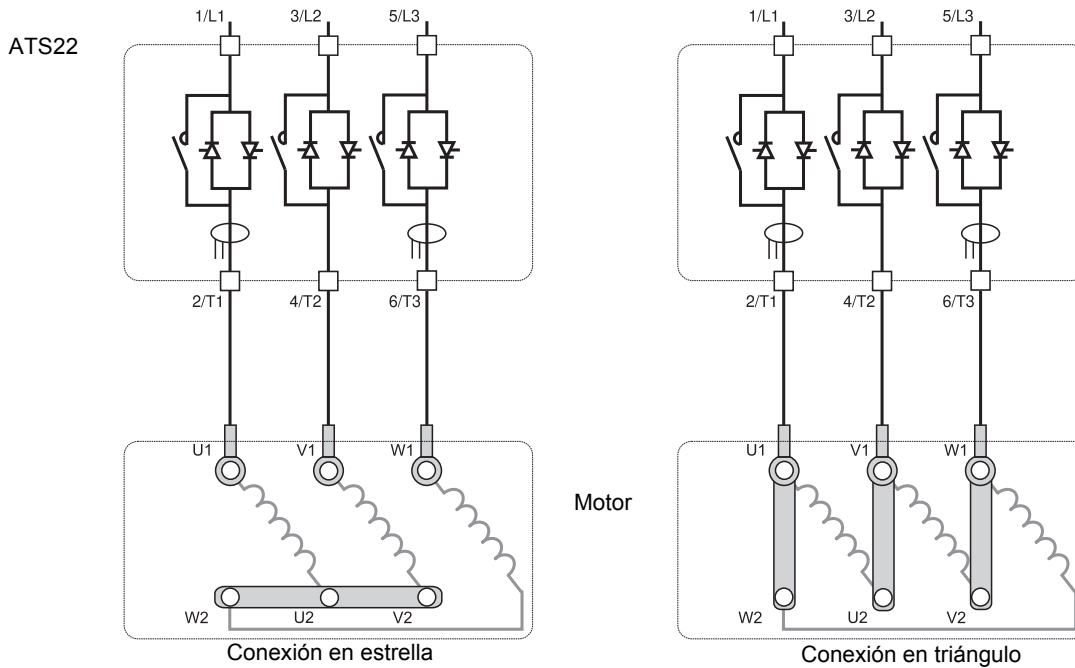 1/L1 3/L2 5/L3 1/L1 3/L2 5/L3
ATS22
2/T1 4/T2 6/T3 2/T1 4/T2 6/T3
U1 V1 W1 U1 V1 W1
Motor
W2 U2 V2 W2 U2 V2
Conexión en estrella Conexión en triángulo